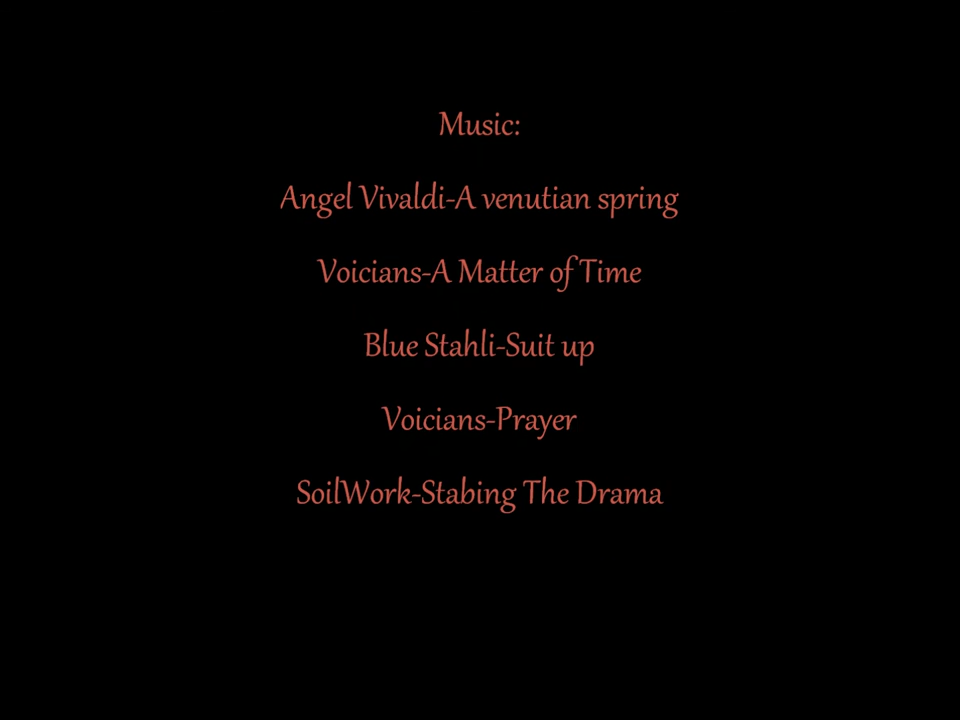 Music:
Angel Vivaldi-A venutian spring
Voicians-A Matter of Time
Blue Stahli-Suit up
Voicians-Prayer
SoilWork-Stabing The Drama